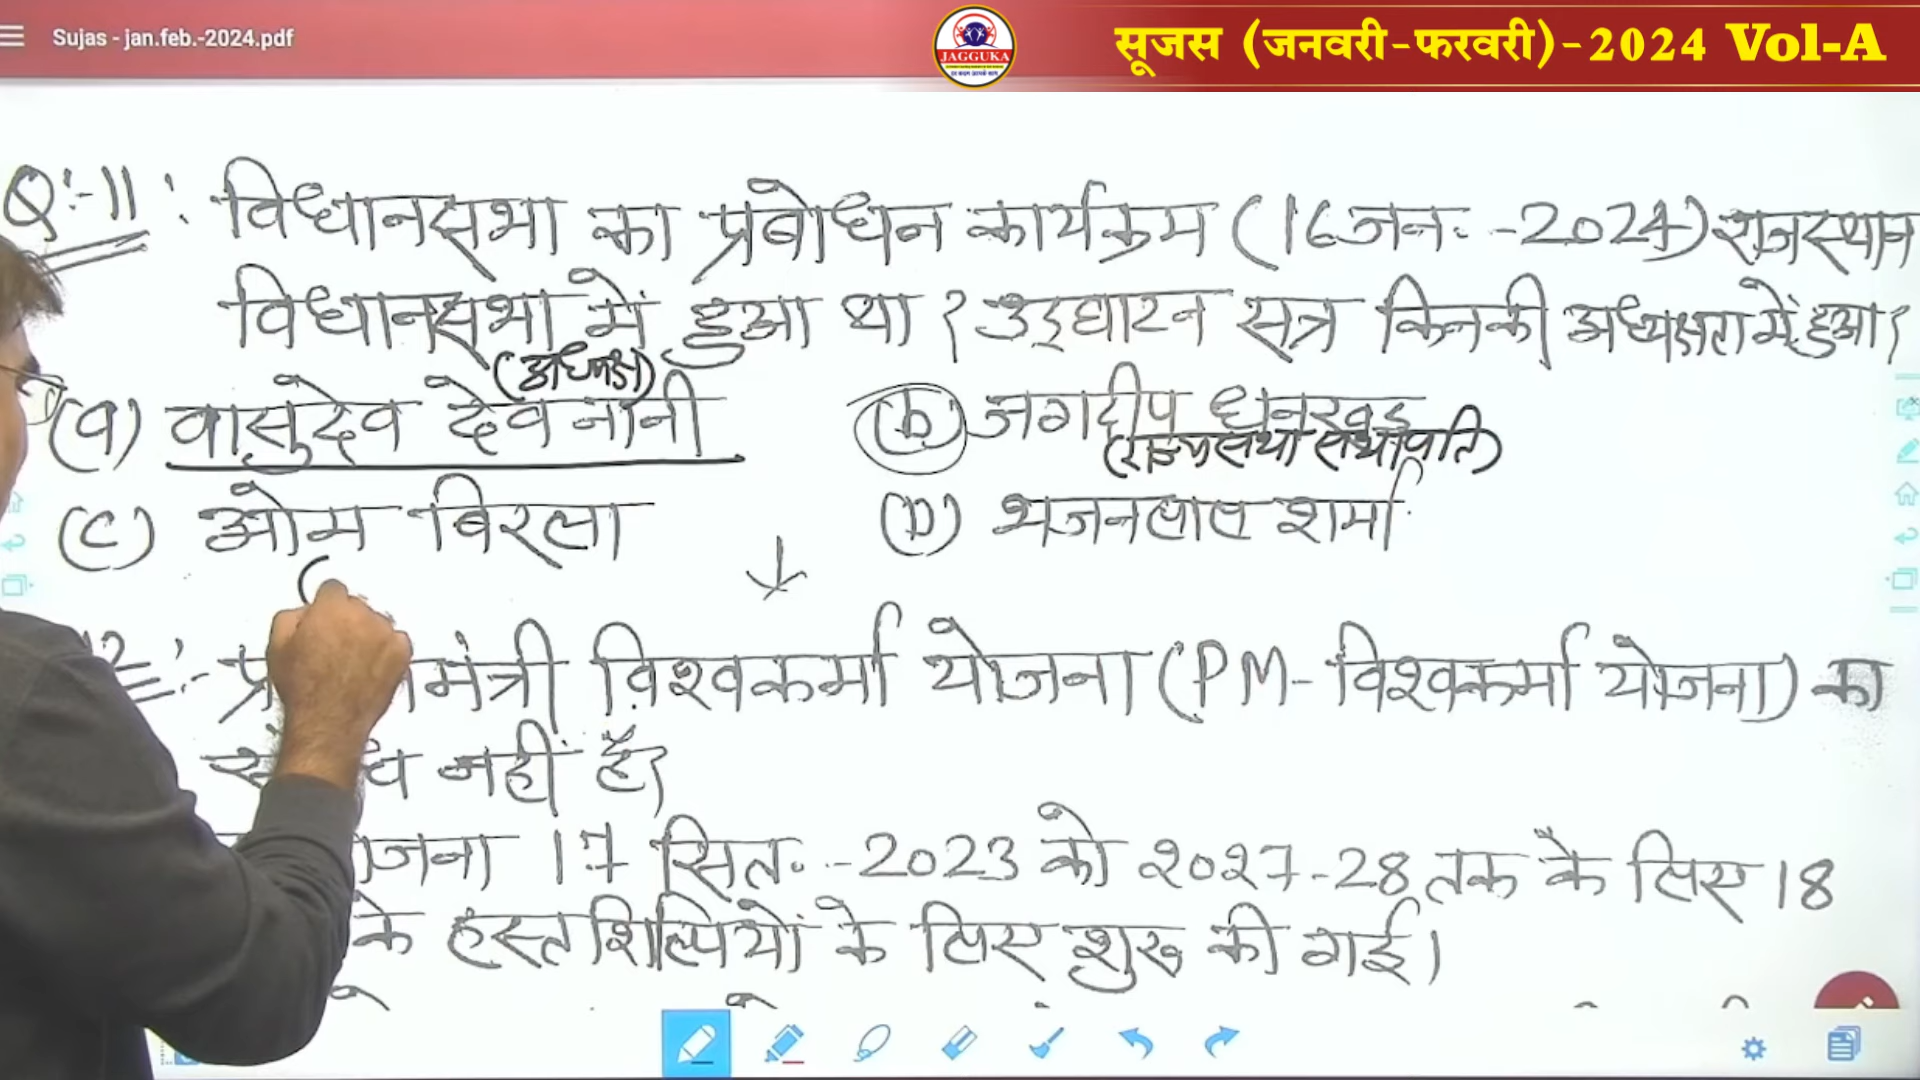 Sujas - jan.feb.-2024.pdf
JAGGUKA
सूजस (जनवरी-फरवरी)-2024 Vol-A
Q:-11: विधानसभा का प्रबोधन कार्यक्रम (16 जन. -2024) राजस्थान
विधानसभा में हुआ था? उद्घाटन सत्र किनकी अध्यक्षता में हुआ?
(अध्यक्ष)
(a) वासुदेव देवनानी (b) जगदीप धनखड़
(राज्यसभा सभापति)
(c) ओम बिरला (D) भजनलाल शर्मा
(
12:- मंत्री विश्वकर्मा योजना (PM-विश्वकर्मा योजना) का
नहीं है?
17 सित. -2023 को 2027-28 तक के लिए 18
के हस्तशिल्पियों के लिए शुरू की गई।